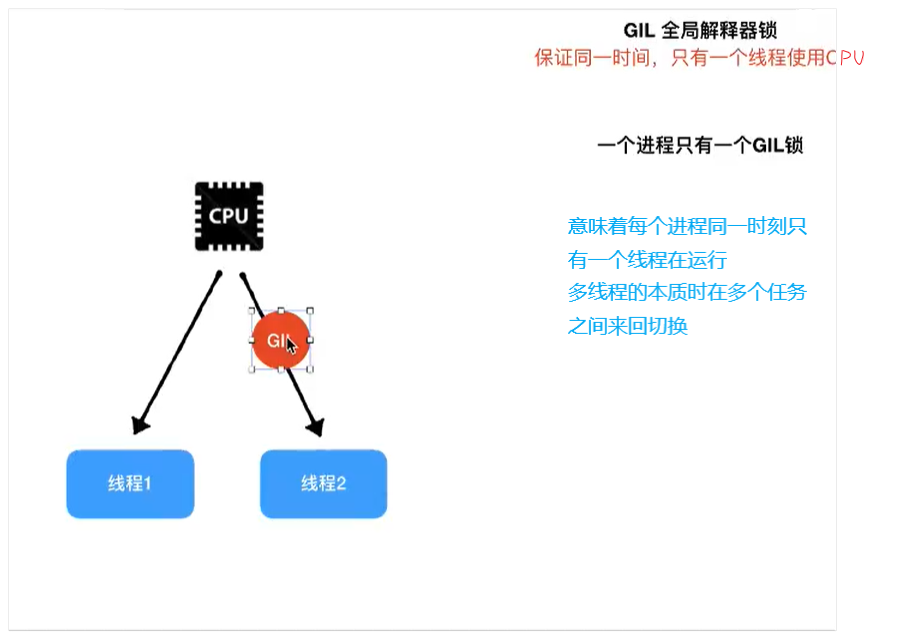 GIL 全局解释器锁
保证同一时间，只有一个线程使用CPU
一个进程只有一个GIL锁
CPU
意味着每个进程同一时刻只
有一个线程在运行
多线程的本质时在多个任务
之间来回切换
GIL
线程1
线程2